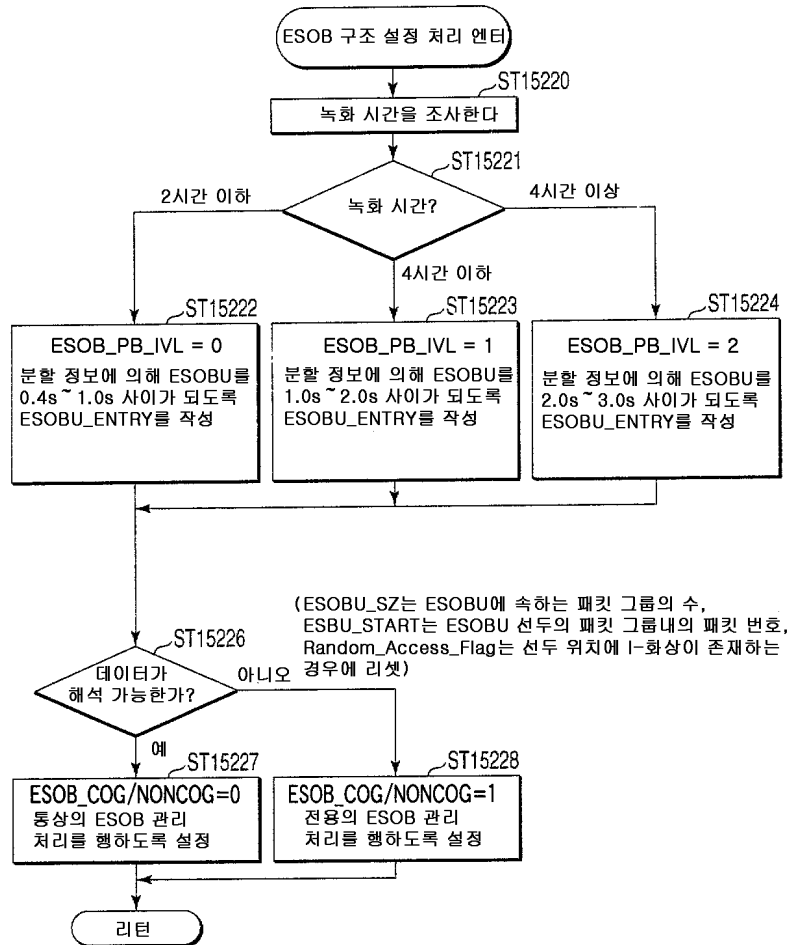 ESOB 구조 설정 처리 엔터
ST15220
녹화 시간을 조사한다
ST15221
녹화 시간?
2시간 이하
4시간 이상
4시간 이하
ST15222
ESOB_PB_IVL = 0
분할 정보에 의해 ESOBU를
0.4s ~ 1.0s 사이가 되도록
ESOBU_ENTRY를 작성
ST15223
ESOB_PB_IVL = 1
분할 정보에 의해 ESOBU를
1.0s ~ 2.0s 사이가 되도록
ESOBU_ENTRY를 작성
ST15224
ESOB_PB_IVL = 2
분할 정보에 의해 ESOBU를
2.0s ~ 3.0s 사이가 되도록
ESOBU_ENTRY를 작성
(ESOBU_SZ는 ESOBU에 속하는 패킷 그룹의 수,
ESBU_START는 ESOBU 선두의 패킷 그룹내의 패킷 번호,
Random_Access_Flag는 선두 위치에 I-화상이 존재하는
경우에 리셋)
ST15226
데이터가
해석 가능한가?
아니오
예
ST15227
ESOB_COG/NONCOG=0
통상의 ESOB 관리
처리를 행하도록 설정
ST15228
ESOB_COG/NONCOG=1
전용의 ESOB 관리
처리를 행하도록 설정
리턴